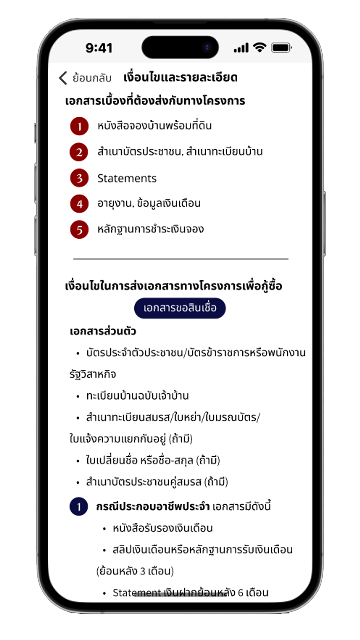 9:41
ย้อนกลับ เงื่อนไขและรายละเอียด
เอกสารเบื้องที่ต้องส่งกับทางโครงการ
1 หนังสือจองบ้านพร้อมที่ดิน
2 สำเนาบัตรประชาชน, สำเนาทะเบียนบ้าน
3 Statements
4 อายุงาน, ข้อมูลเงินเดือน
5 หลักฐานการชำระเงินจอง
เงื่อนไขในการส่งเอกสารทางโครงการเพื่อกู้ซื้อ
เอกสารขอสินเชื่อ
เอกสารส่วนตัว
• บัตรประจำตัวประชาชน/บัตรข้าราชการหรือพนักงาน
รัฐวิสาหกิจ
• ทะเบียนบ้านฉบับเจ้าบ้าน
• สำเนาทะเบียนสมรส/ใบหย่า/ใบมรณบัตร/
ใบแจ้งความแยกกันอยู่ (ถ้ามี)
• ใบเปลี่ยนชื่อ หรือชื่อ-สกุล (ถ้ามี)
• สำเนาบัตรประชาชนคู่สมรส (ถ้ามี)
1 กรณีประกอบอาชีพประจำ เอกสารมีดังนี้
• หนังสือรับรองเงินเดือน
• สลิปเงินเดือนหรือหลักฐานการรับเงินเดือน
(ย้อนหลัง 3 เดือน)
• Statement เงินฝากย้อนหลัง 6 เดือน